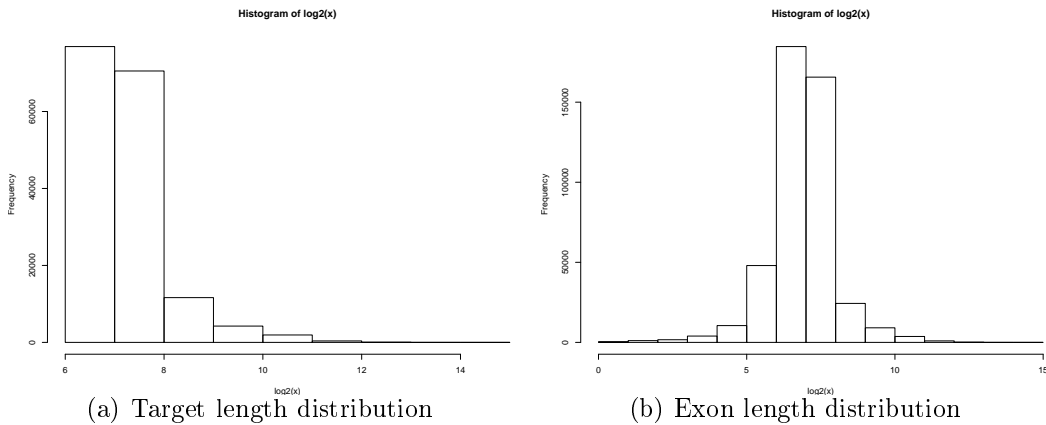 Histogram of log2(x)
Frequency
0
20000
40000
60000
6
8
10
12
14
log2(x)
(a) Target length distribution
Histogram of log2(x)
Frequency
0
50000
100000
150000
0
5
10
15
log2(x)
(b) Exon length distribution